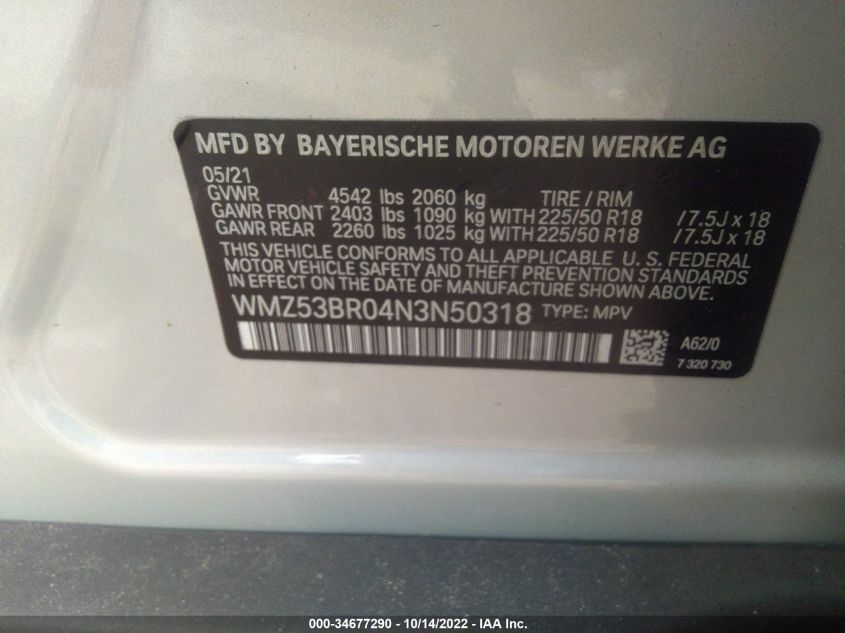 MFD BY BAYERISCHE MOTOREN WERKE AG
05/21
GVWR 4542 lbs 2060 kg TIRE / RIM
GAWR FRONT 2403 lbs 1090 kg WITH 225/50 R18 / 7.5J x 18
GAWR REAR 2260 lbs 1025 kg WITH 225/50 R18 / 7.5J x 18
THIS VEHICLE CONFORMS TO ALL APPLICABLE U. S. FEDERAL
MOTOR VEHICLE SAFETY AND THEFT PREVENTION STANDARDS
IN EFFECT ON THE DATE OF MANUFACTURE SHOWN ABOVE.
WMZ53BR04N3N50318 TYPE: MPV
A62/0
7 320 730
000-34677290 - 10/14/2022 - IAA Inc.